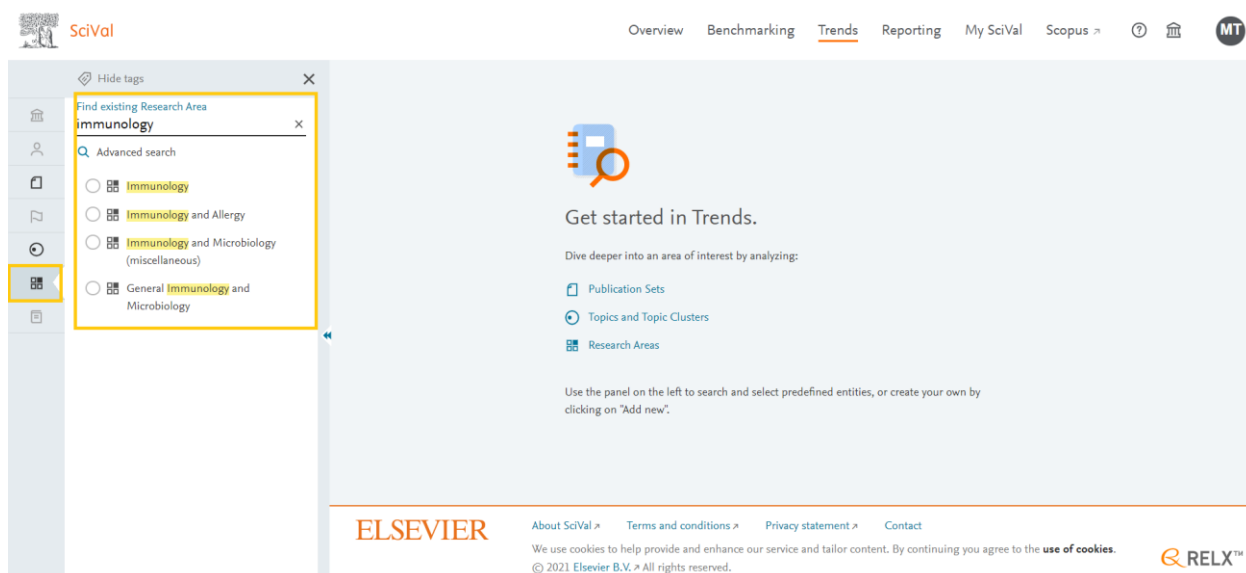 SciVal
Overview Benchmarking Trends Reporting My SciVal Scopus ↗ ? MT
Hide tags
Find existing Research Area
immunology
Advanced search
Immunology
Immunology and Allergy
Immunology and Microbiology
(miscellaneous)
General Immunology and
Microbiology
Get started in Trends.
Dive deeper into an area of interest by analyzing:
Publication Sets
Topics and Topic Clusters
Research Areas
Use the panel on the left to search and select predefined entities, or create your own by
clicking on "Add new".
ELSEVIER
About SciVal ↗ Terms and conditions ↗ Privacy statement ↗ Contact
We use cookies to help provide and enhance our service and tailor content. By continuing you agree to the use of cookies.
© 2021 Elsevier B.V. ↗ All rights reserved.
RELX™